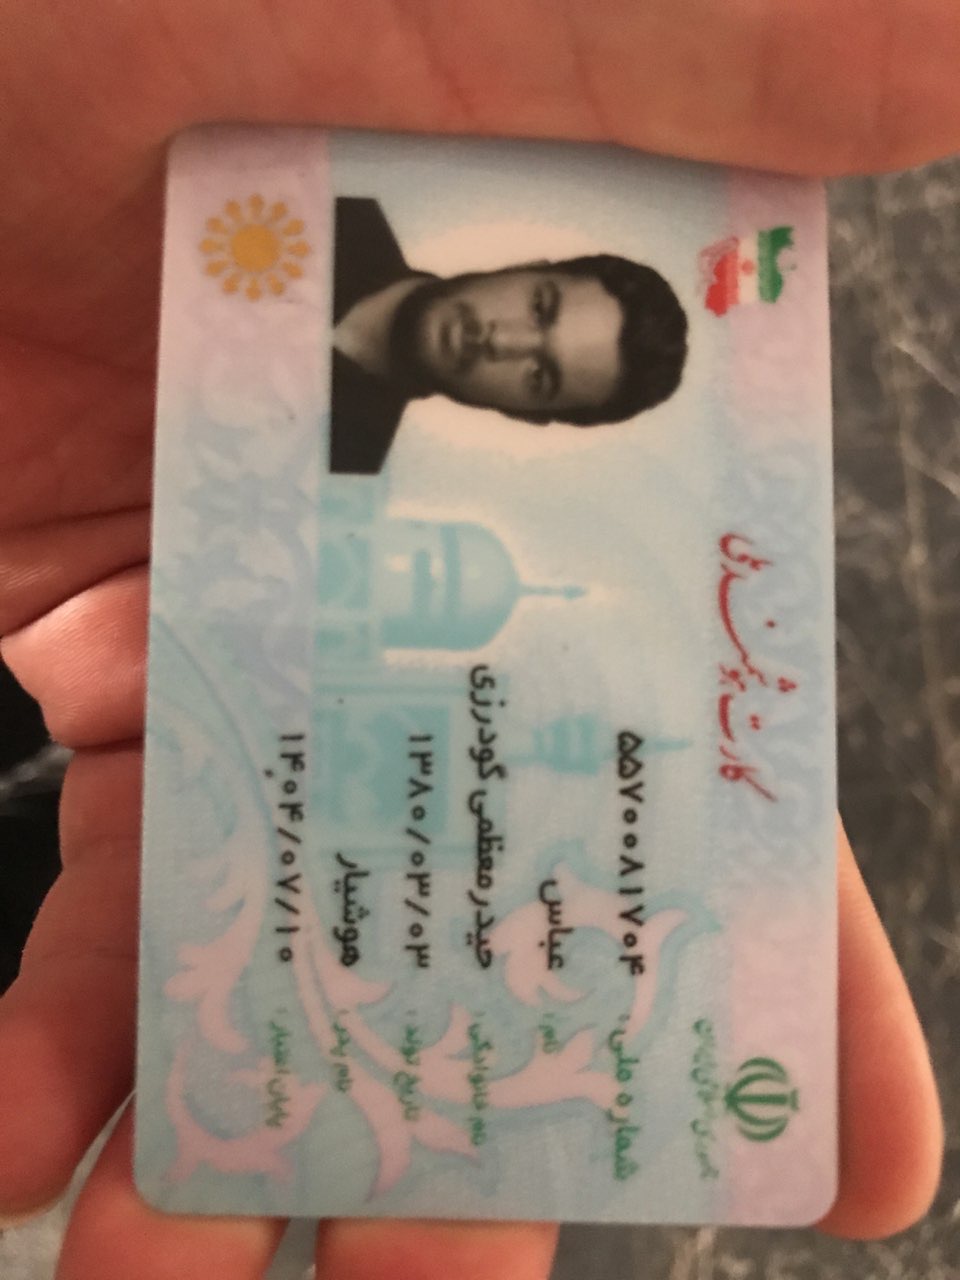 کارت هوشمند ملی
جمهوری اسلامی ایران
شماره ملی: ۵۵۷۰۰۸۱۷۰۴
نام: عباس
نام خانوادگی: حیدرمعظمی گودرزی
تاریخ تولد: ۱۳۸۰/۰۳/۰۳
نام پدر: هوشیار
پایان اعتبار: ۱۴۰۴/۰۷/۱۰